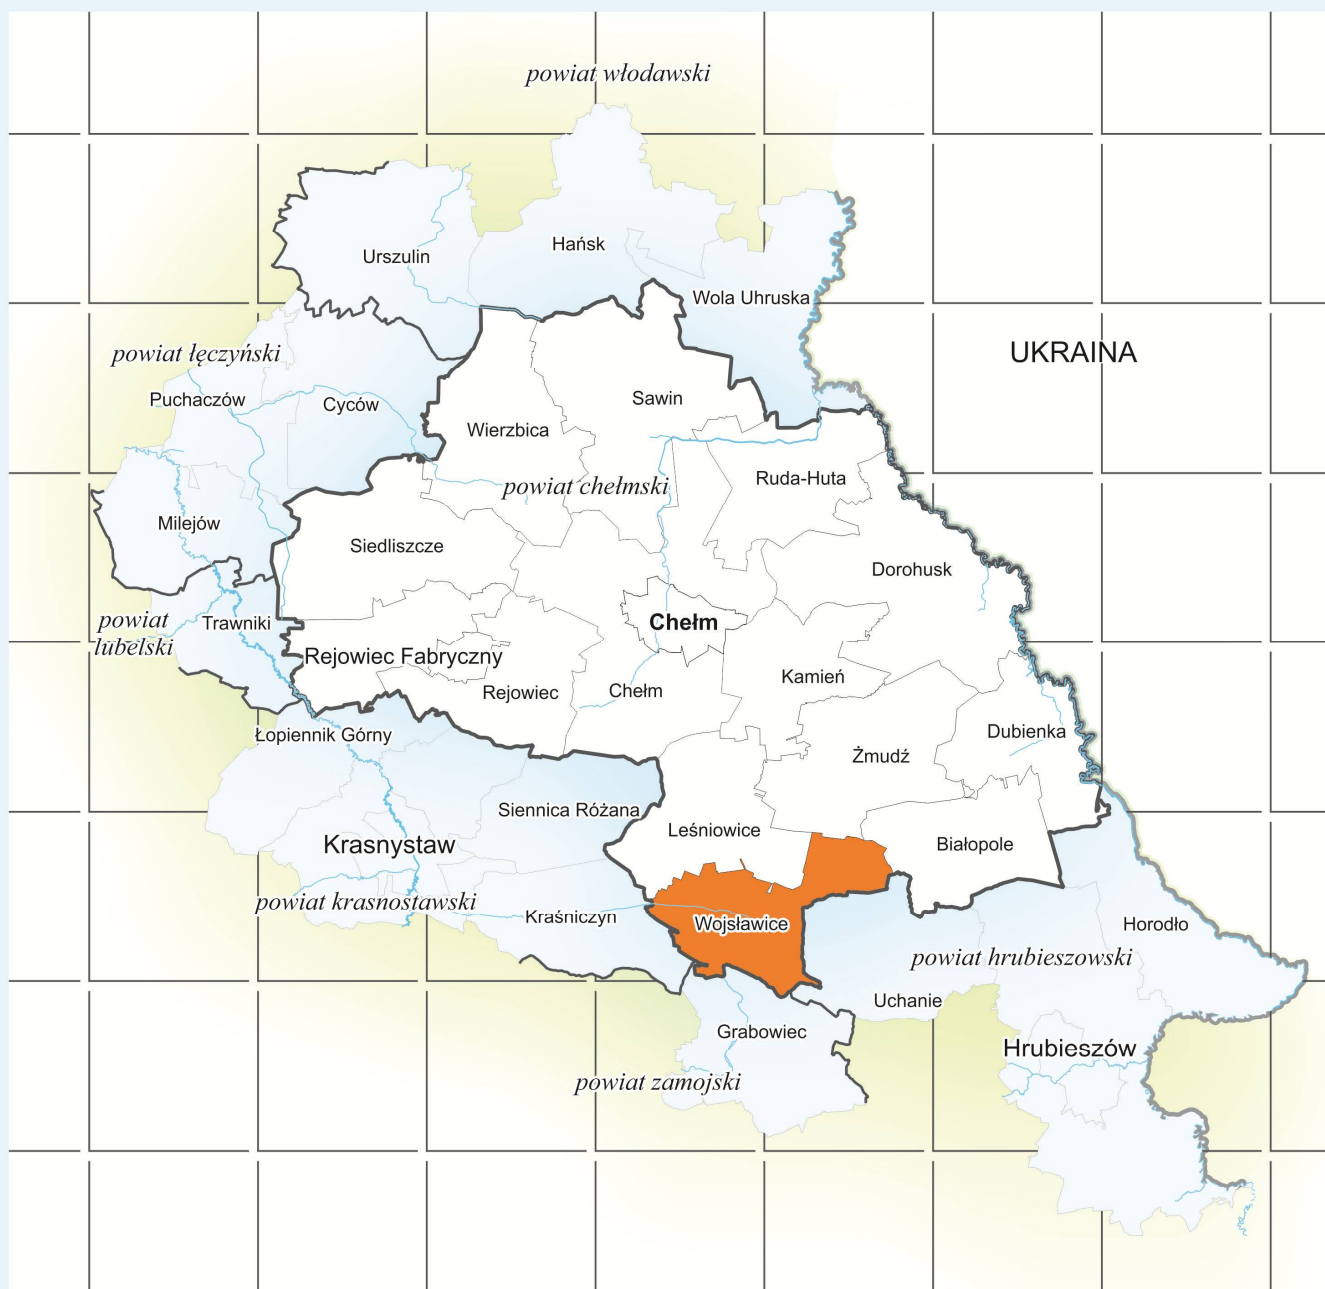 powiat włodawski
Hańsk
Urszulin
Wola Uhruska
UKRAINA
powiat łęczyński
Puchaczów
Cyców
Sawin
Wierzbica
Ruda-Huta
powiat chełmski
Milejów
Siedliszcze
Dorohusk
powiat
lubelski
Trawniki
Chełm
Rejowiec Fabryczny
Rejowiec
Chełm
Kamień
Łopiennik Górny
Dubienka
Żmudź
Siennica Różana
Leśniowice
Krasnystaw
Białopole
powiat krasnostawski
Kraśniczyn
Wojsławice
Horodło
powiat hrubieszowski
Uchanie
Grabowiec
Hrubieszów
powiat zamojski